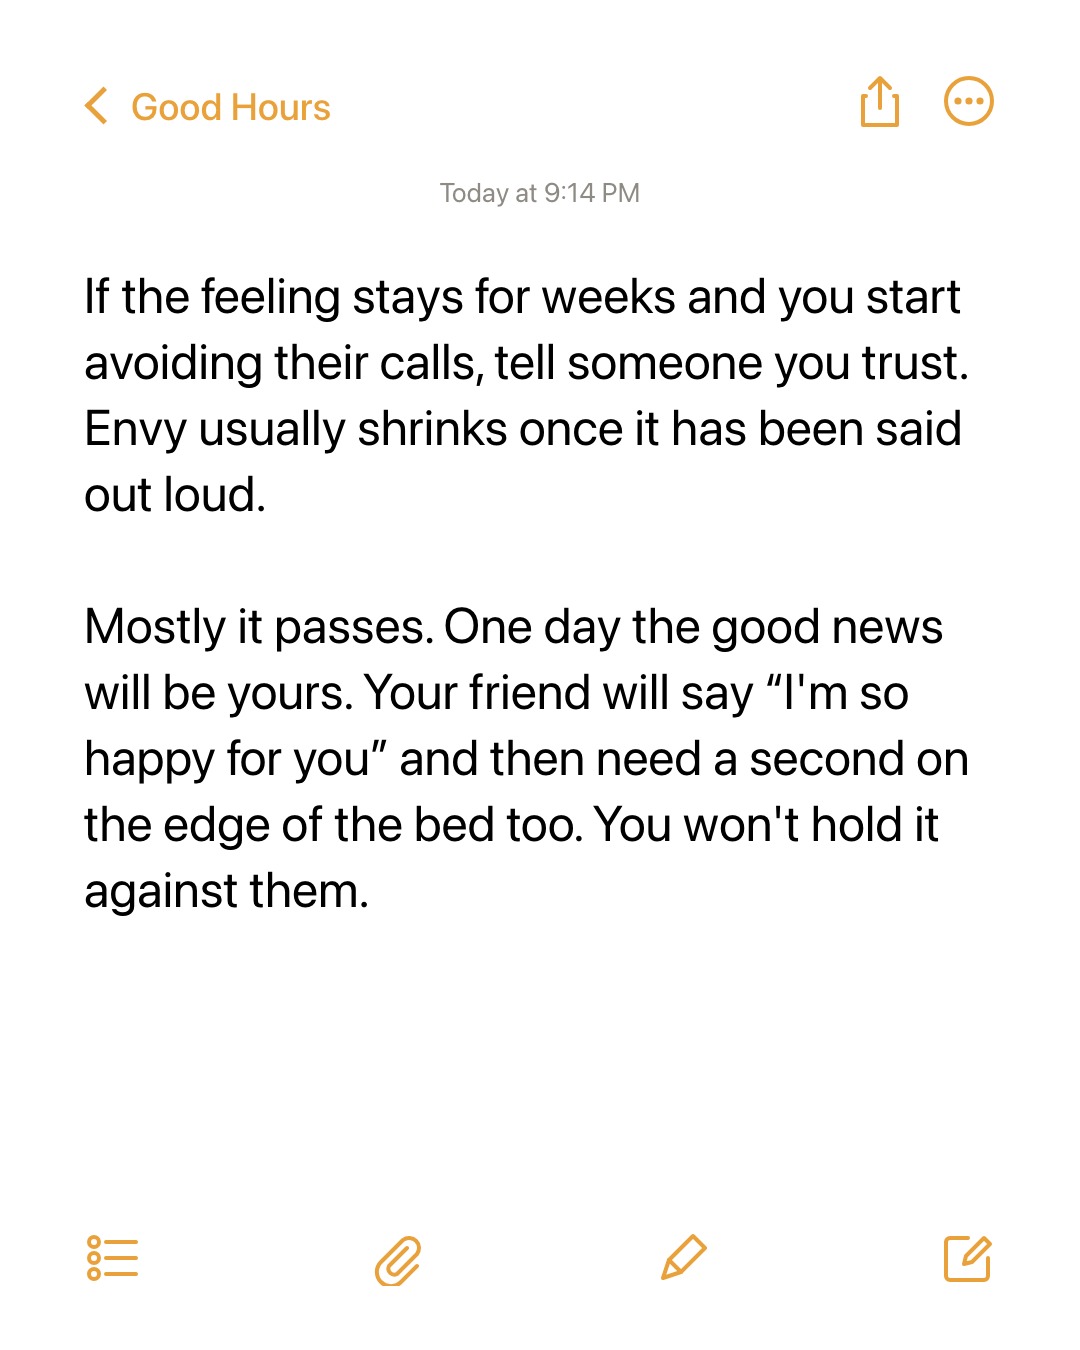 Good Hours
Today at 9:14 PM
If the feeling stays for weeks and you start
avoiding their calls, tell someone you trust.
Envy usually shrinks once it has been said
out loud.
Mostly it passes. One day the good news
will be yours. Your friend will say “I'm so
happy for you” and then need a second on
the edge of the bed too. You won't hold it
against them.